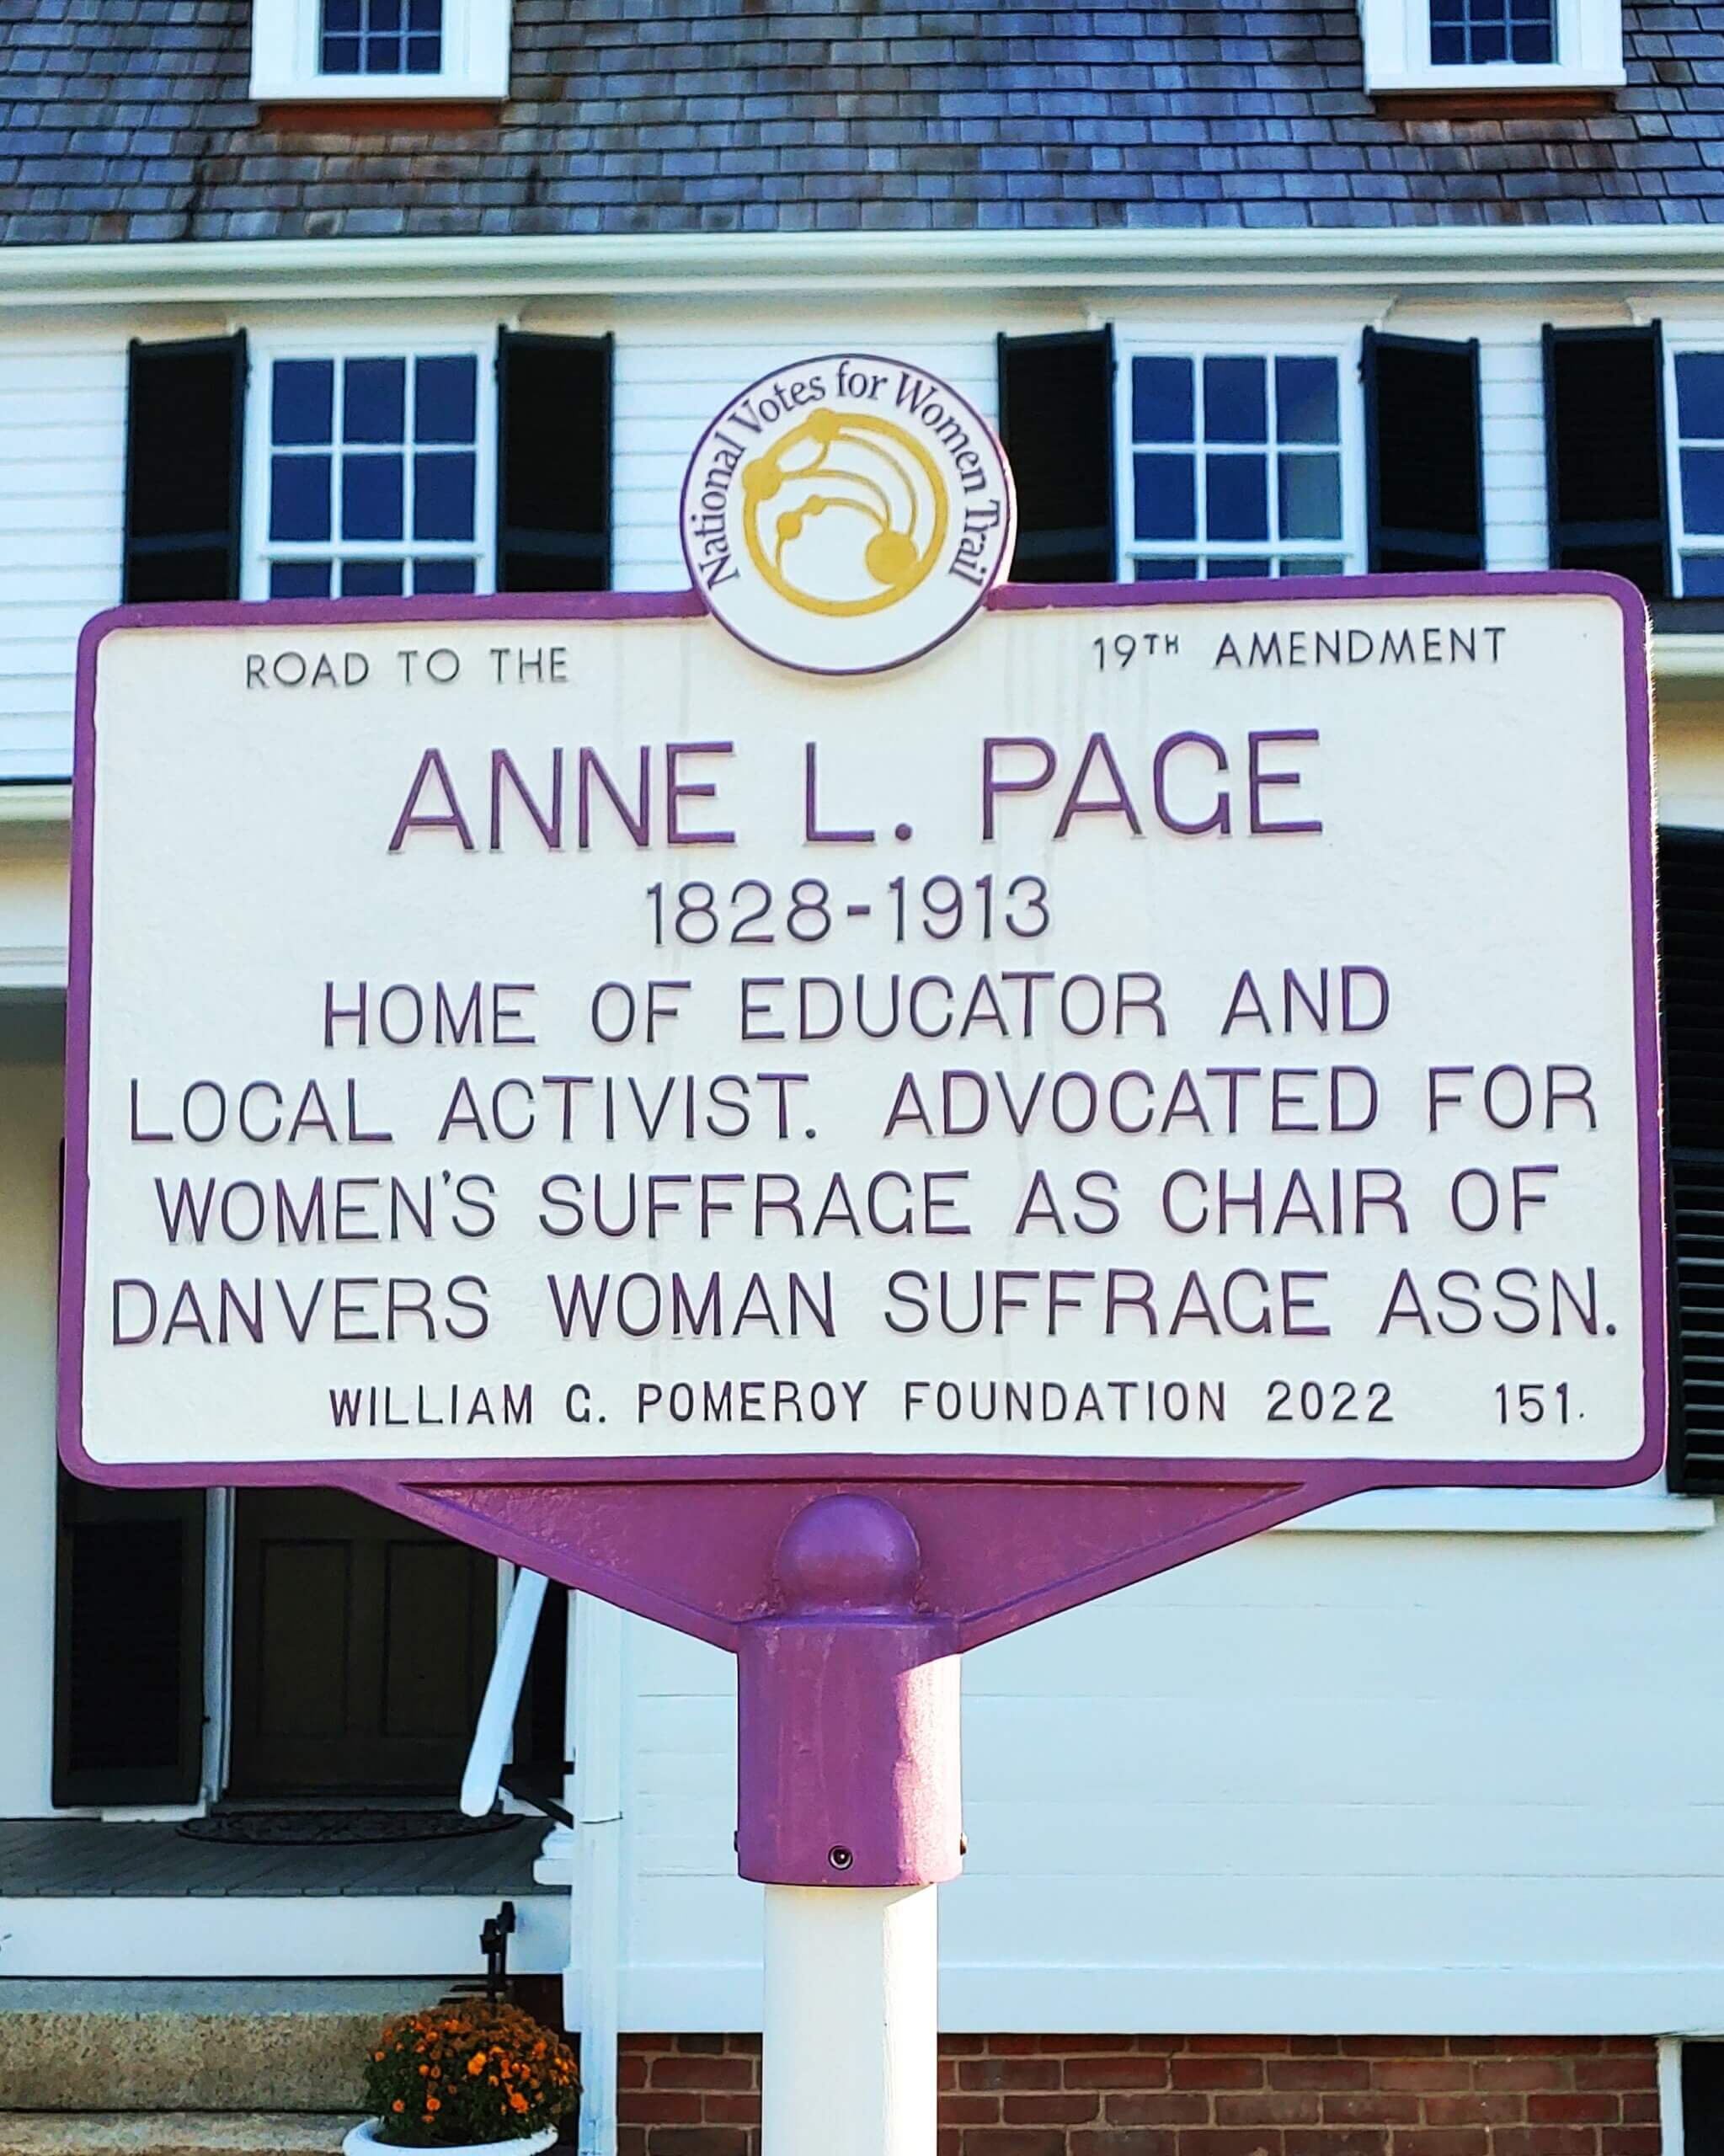 National Votes for Women Trail
ROAD TO THE 19TH AMENDMENT
ANNE L. PAGE
1828-1913
HOME OF EDUCATOR AND
LOCAL ACTIVIST. ADVOCATED FOR
WOMEN'S SUFFRAGE AS CHAIR OF
DANVERS WOMAN SUFFRAGE ASSN.
WILLIAM G. POMEROY FOUNDATION 2022 151.